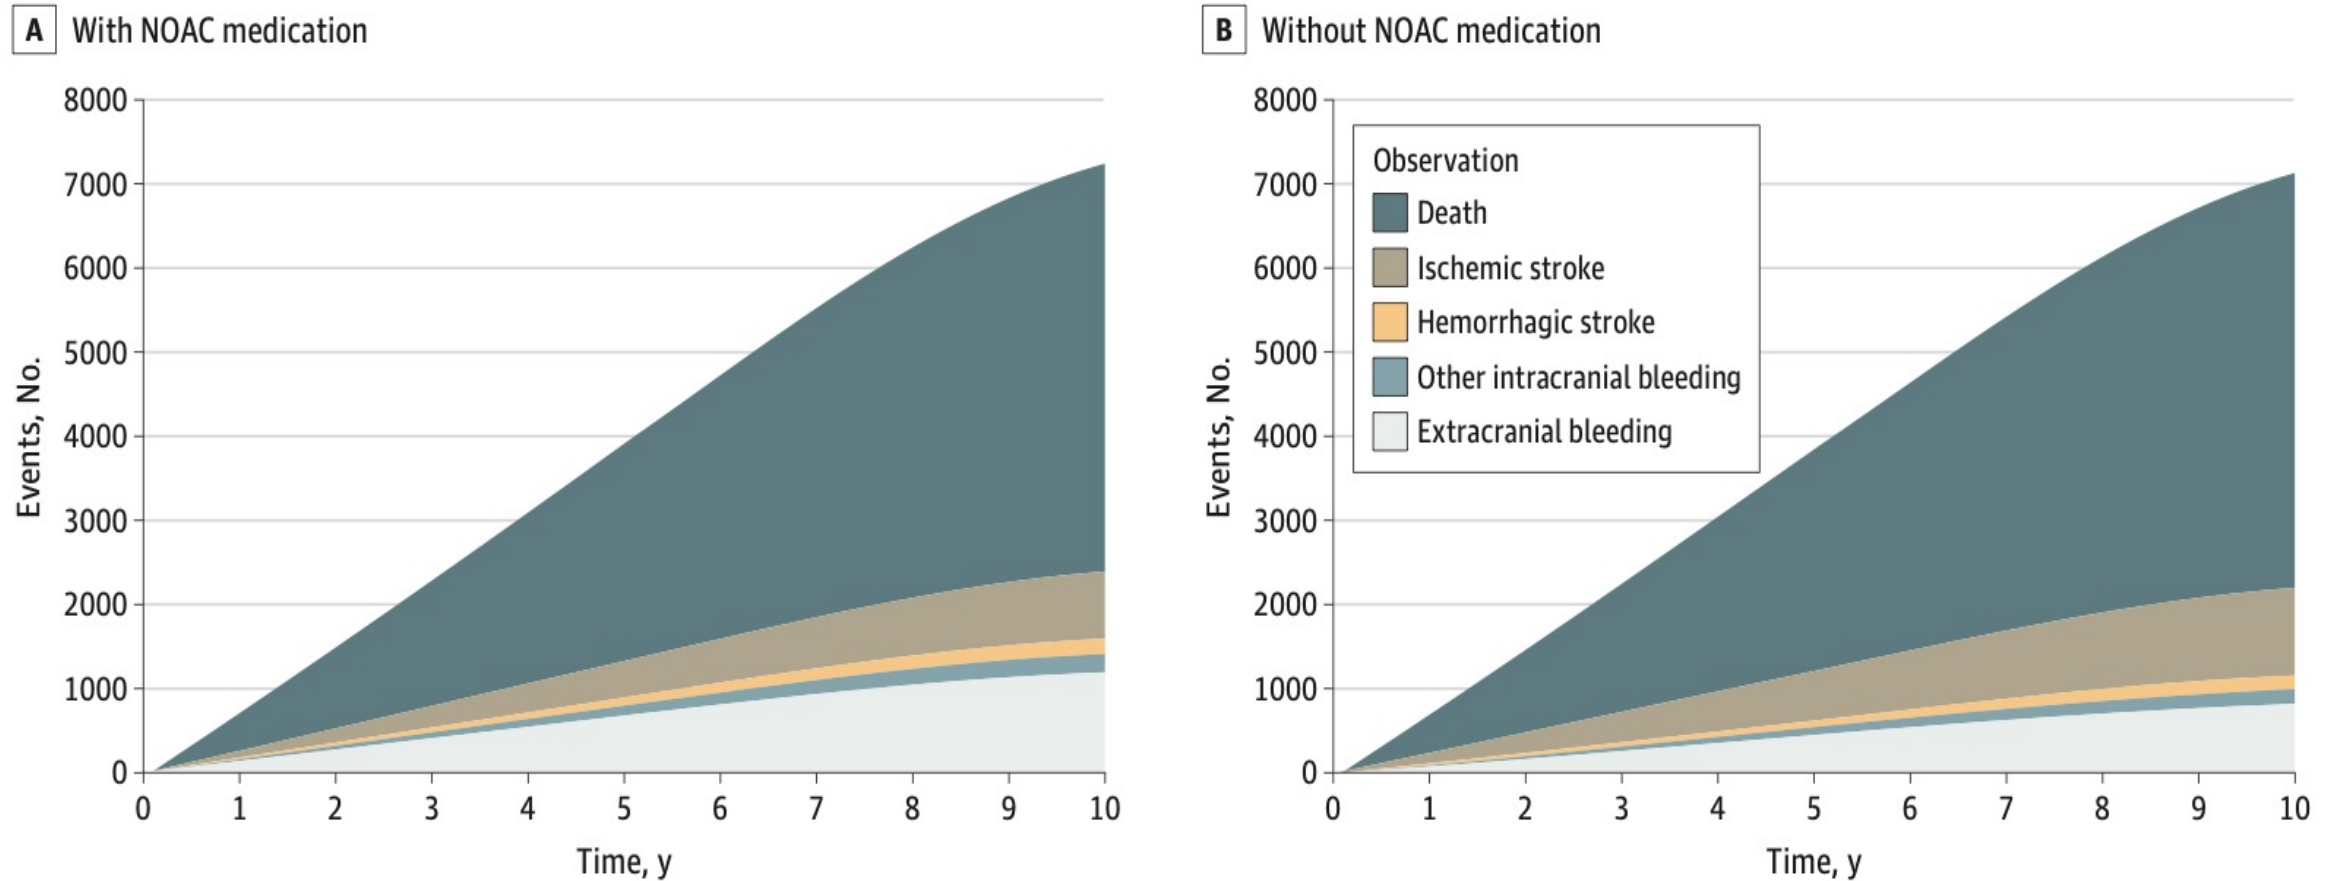 A With NOAC medication
8000
7000
6000
5000
4000
3000
2000
1000
0
Events, No.
0 1 2 3 4 5 6 7 8 9 10
Time, y
B Without NOAC medication
8000
7000
6000
5000
4000
3000
2000
1000
0
Events, No.
Observation
Death
Ischemic stroke
Hemorrhagic stroke
Other intracranial bleeding
Extracranial bleeding
0 1 2 3 4 5 6 7 8 9 10
Time, y